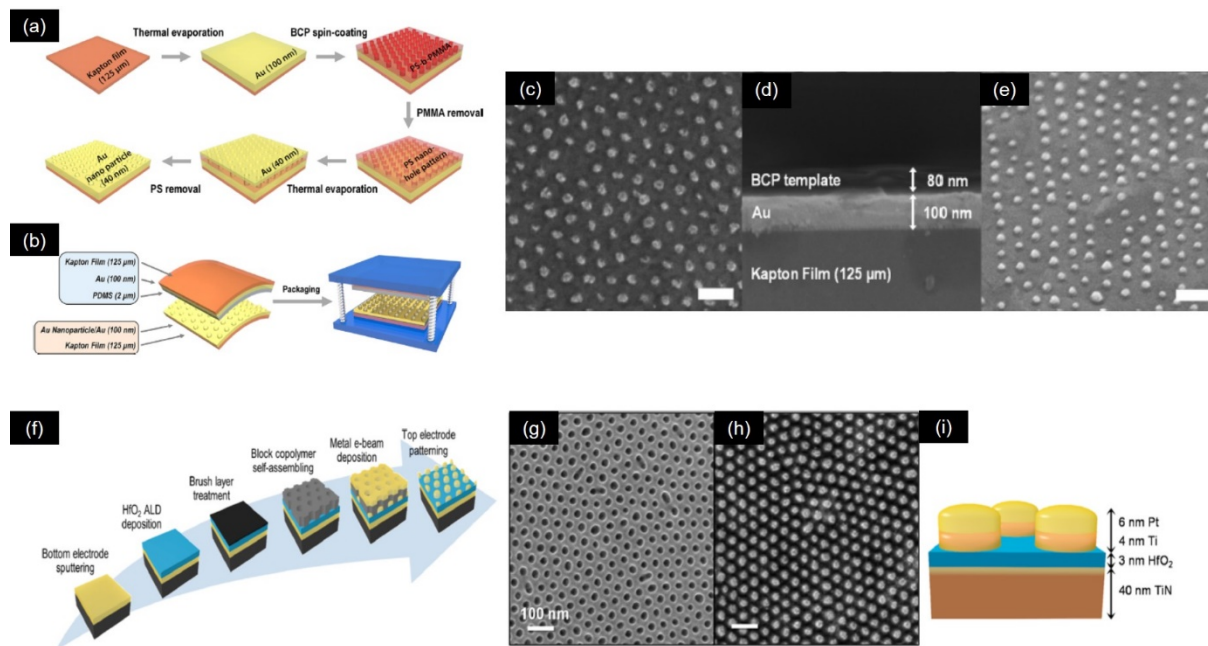 (a)
Thermal evaporation
BCP spin-coating
Kapton film
(125 μm)
Au (100 nm)
PS-b-PMMA
PMMA removal
Au
nano particle
(40 nm)
Au (40 nm)
PS nano-
hole pattern
PS removal
Thermal evaporation
(b)
Kapton Film (125 μm)
Au (100 nm)
PDMS (2 μm)
Packaging
Au Nanoparticle/Au (100 nm)
Kapton Film (125 μm)
(c)
(d)
BCP template
80 nm
Au
100 nm
Kapton Film (125 μm)
(e)
(f)
Bottom electrode
sputtering
HfO₂ ALD
deposition
Brush layer
treatment
Block copolymer
self-assembling
Metal e-beam
deposition
Top electrode
patterning
(g)
100 nm
(h)
(i)
6 nm Pt
4 nm Ti
3 nm HfO₂
40 nm TiN